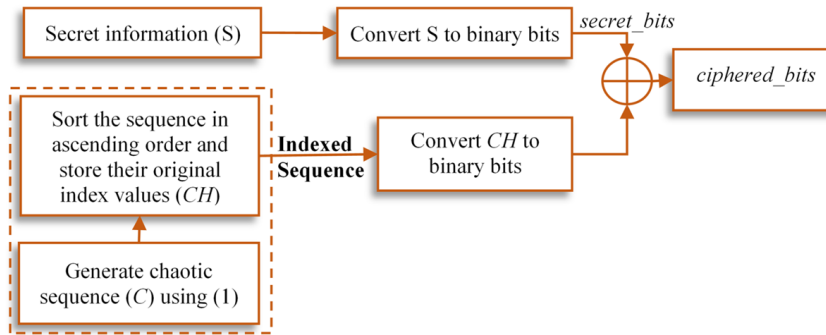 secret_bits
Secret information (S)
Convert S to binary bits
ciphered_bits
Sort the sequence in
ascending order and
store their original
index values (CH)
Indexed
Sequence
Convert CH to
binary bits
Generate chaotic
sequence (C) using (1)